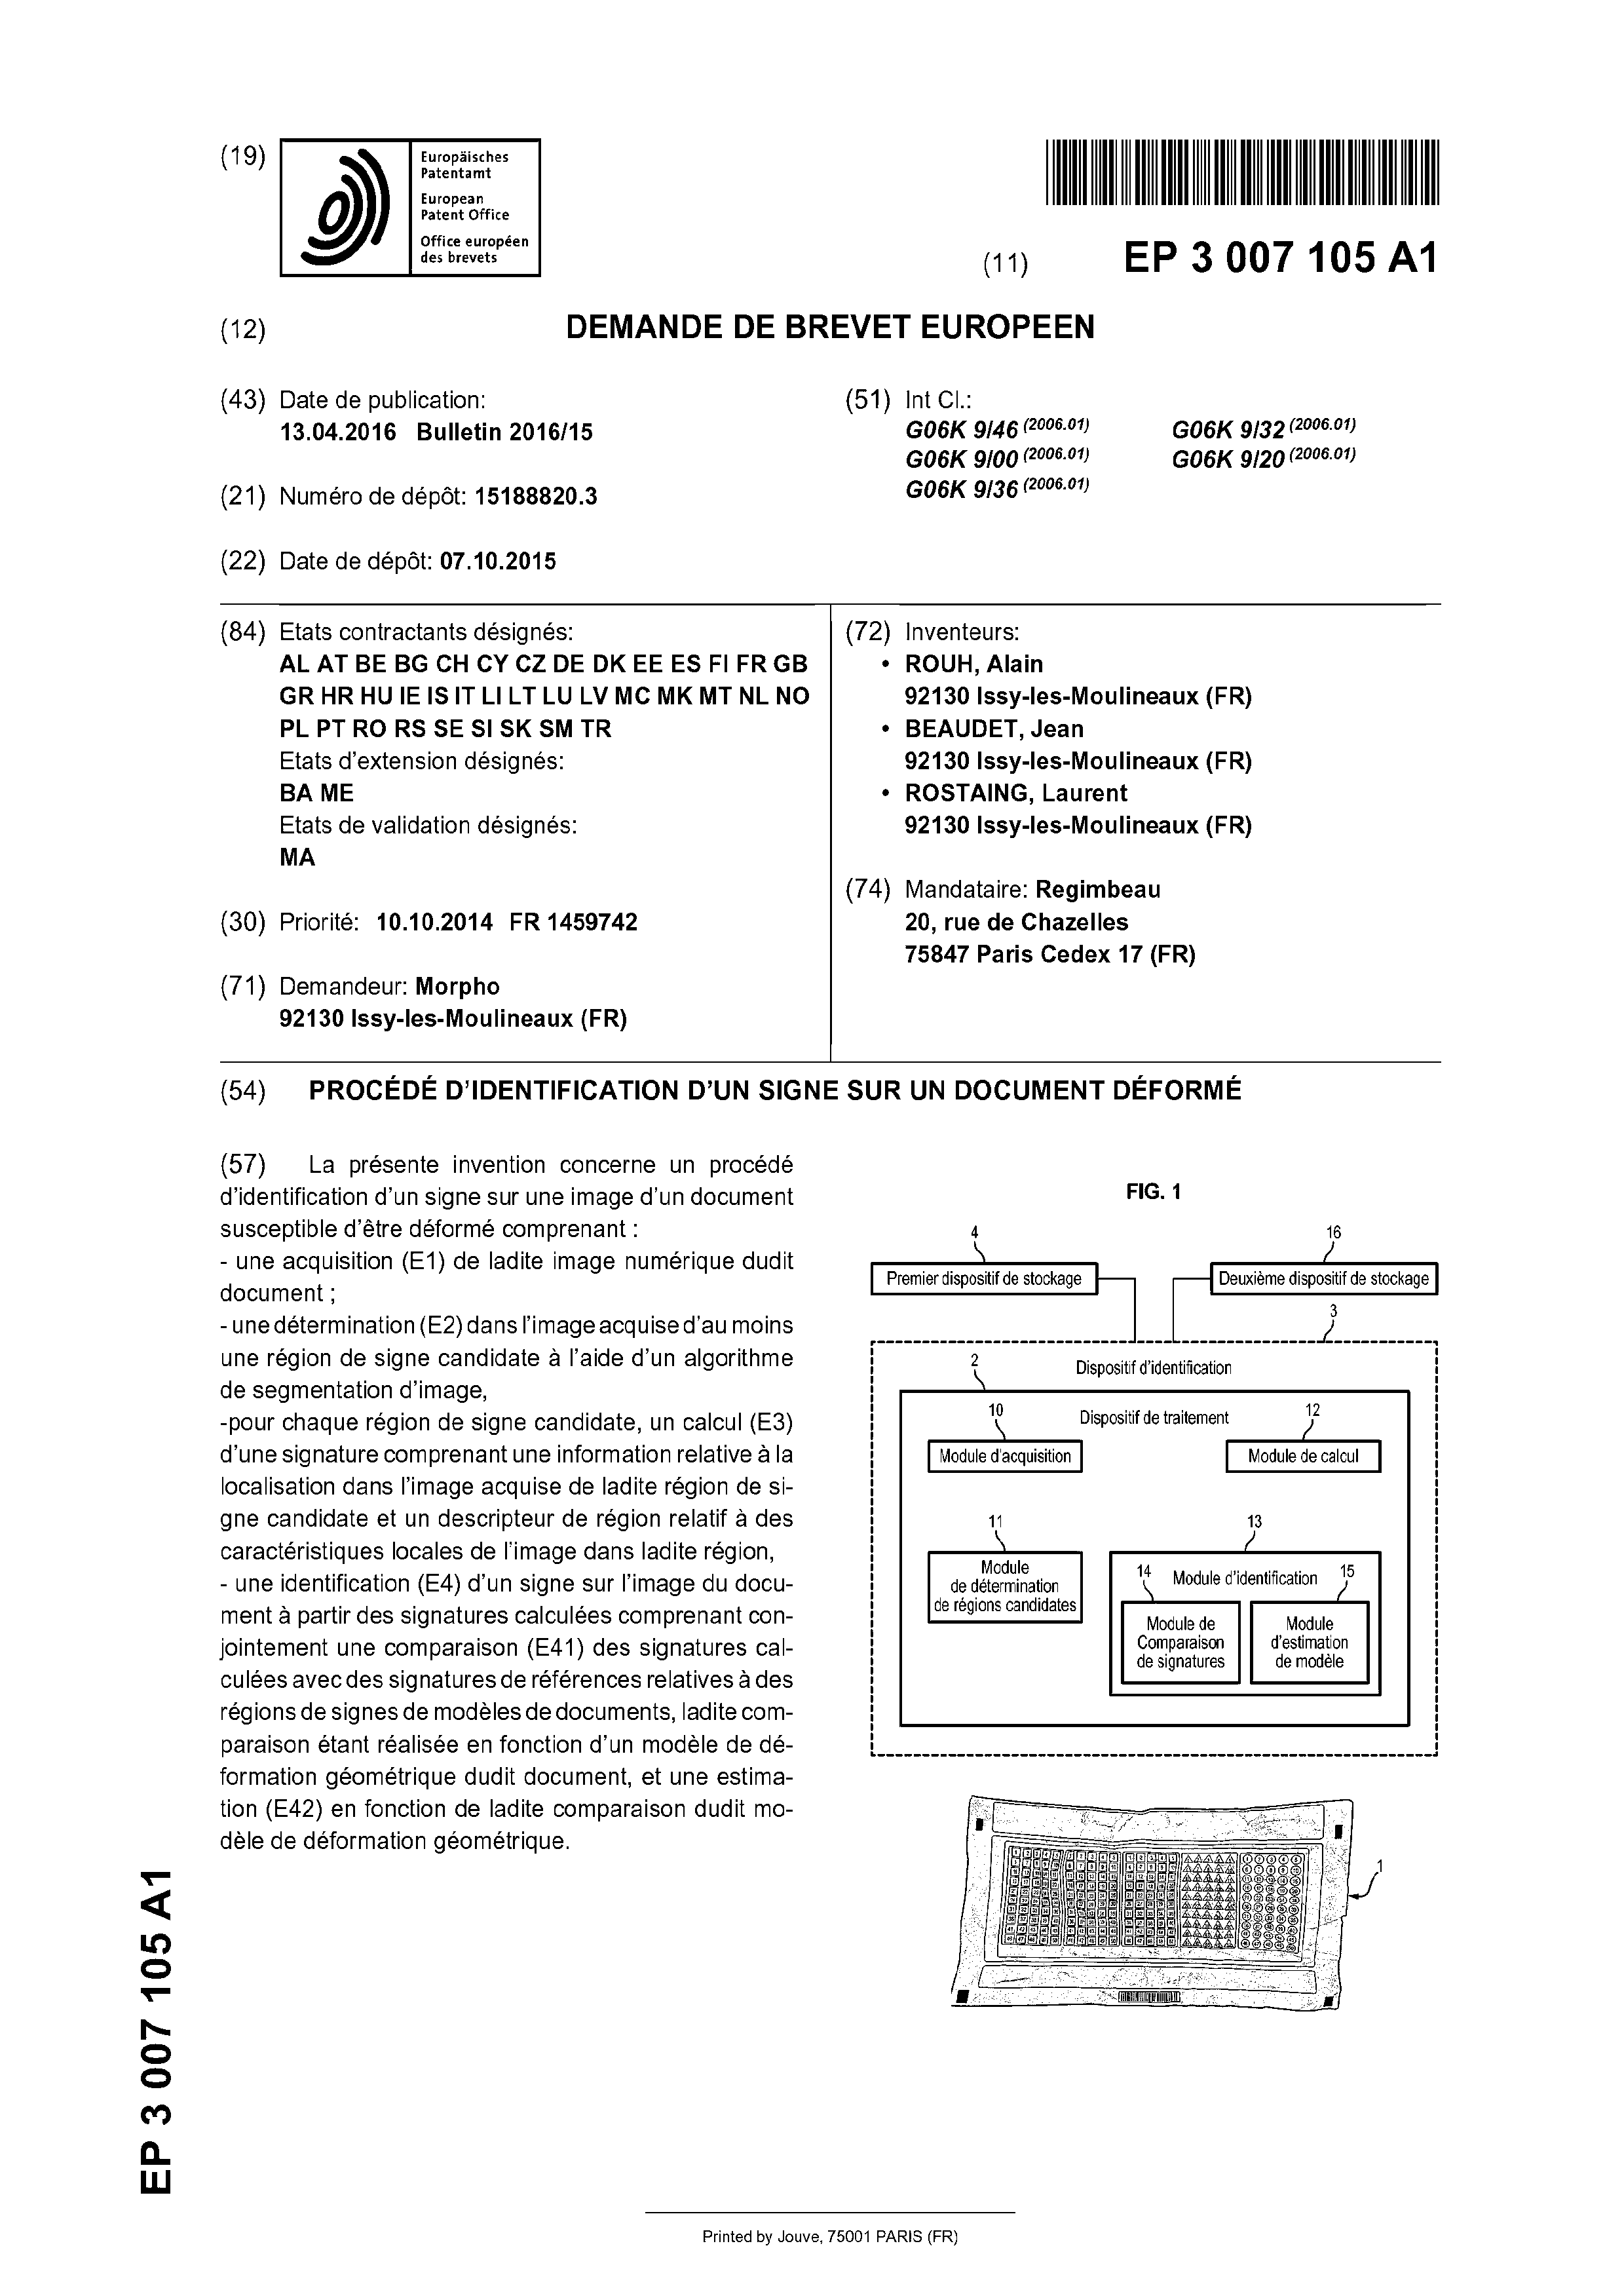 (19)
Europäisches
Patentamt
European
Patent Office
Office européen
des brevets
(11) EP 3 007 105 A1
(12) DEMANDE DE BREVET EUROPEEN
(43) Date de publication:
13.04.2016 Bulletin 2016/15
(21) Numéro de dépôt: 15188820.3
(22) Date de dépôt: 07.10.2015
(51) Int Cl.:
G06K 9/46 (2006.01) G06K 9/32 (2006.01)
G06K 9/00 (2006.01) G06K 9/20 (2006.01)
G06K 9/36 (2006.01)
(84) Etats contractants désignés:
AL AT BE BG CH CY CZ DE DK EE ES FI FR GB
GR HR HU IE IS IT LI LT LU LV MC MK MT NL NO
PL PT RO RS SE SI SK SM TR
Etats d'extension désignés:
BA ME
Etats de validation désignés:
MA
(30) Priorité: 10.10.2014 FR 1459742
(71) Demandeur: Morpho
92130 Issy-les-Moulineaux (FR)
(72) Inventeurs:
• ROUH, Alain
92130 Issy-les-Moulineaux (FR)
• BEAUDET, Jean
92130 Issy-les-Moulineaux (FR)
• ROSTAING, Laurent
92130 Issy-les-Moulineaux (FR)
(74) Mandataire: Regimbeau
20, rue de Chazelles
75847 Paris Cedex 17 (FR)
(54) PROCÉDÉ D'IDENTIFICATION D'UN SIGNE SUR UN DOCUMENT DÉFORMÉ
(57) La présente invention concerne un procédé
d'identification d'un signe sur une image d'un document
susceptible d'être déformé comprenant :
- une acquisition (E1) de ladite image numérique dudit
document ;
- une détermination (E2) dans l'image acquise d'au moins
une région de signe candidate à l'aide d'un algorithme
de segmentation d'image,
-pour chaque région de signe candidate, un calcul (E3)
d'une signature comprenant une information relative à la
localisation dans l'image acquise de ladite région de si-
gne candidate et un descripteur de région relatif à des
caractéristiques locales de l'image dans ladite région,
- une identification (E4) d'un signe sur l'image du docu-
ment à partir des signatures calculées comprenant con-
jointement une comparaison (E41) des signatures cal-
culées avec des signatures de références relatives à des
régions de signes de modèles de documents, ladite com-
paraison étant réalisée en fonction d'un modèle de dé-
formation géométrique dudit document, et une estima-
tion (E42) en fonction de ladite comparaison dudit mo-
dèle de déformation géométrique.
FIG. 1
4 16
Premier dispositif de stockage Deuxième dispositif de stockage
3
2 Dispositif d'identification
10 Dispositif de traitement 12
Module d'acquisition Module de calcul
11 13
Module
de détermination
de régions candidates
14 Module d'identification 15
Module de
Comparaison
de signatures
Module
d'estimation
de modèle
1
EP 3 007 105 A1
Printed by Jouve, 75001 PARIS (FR)